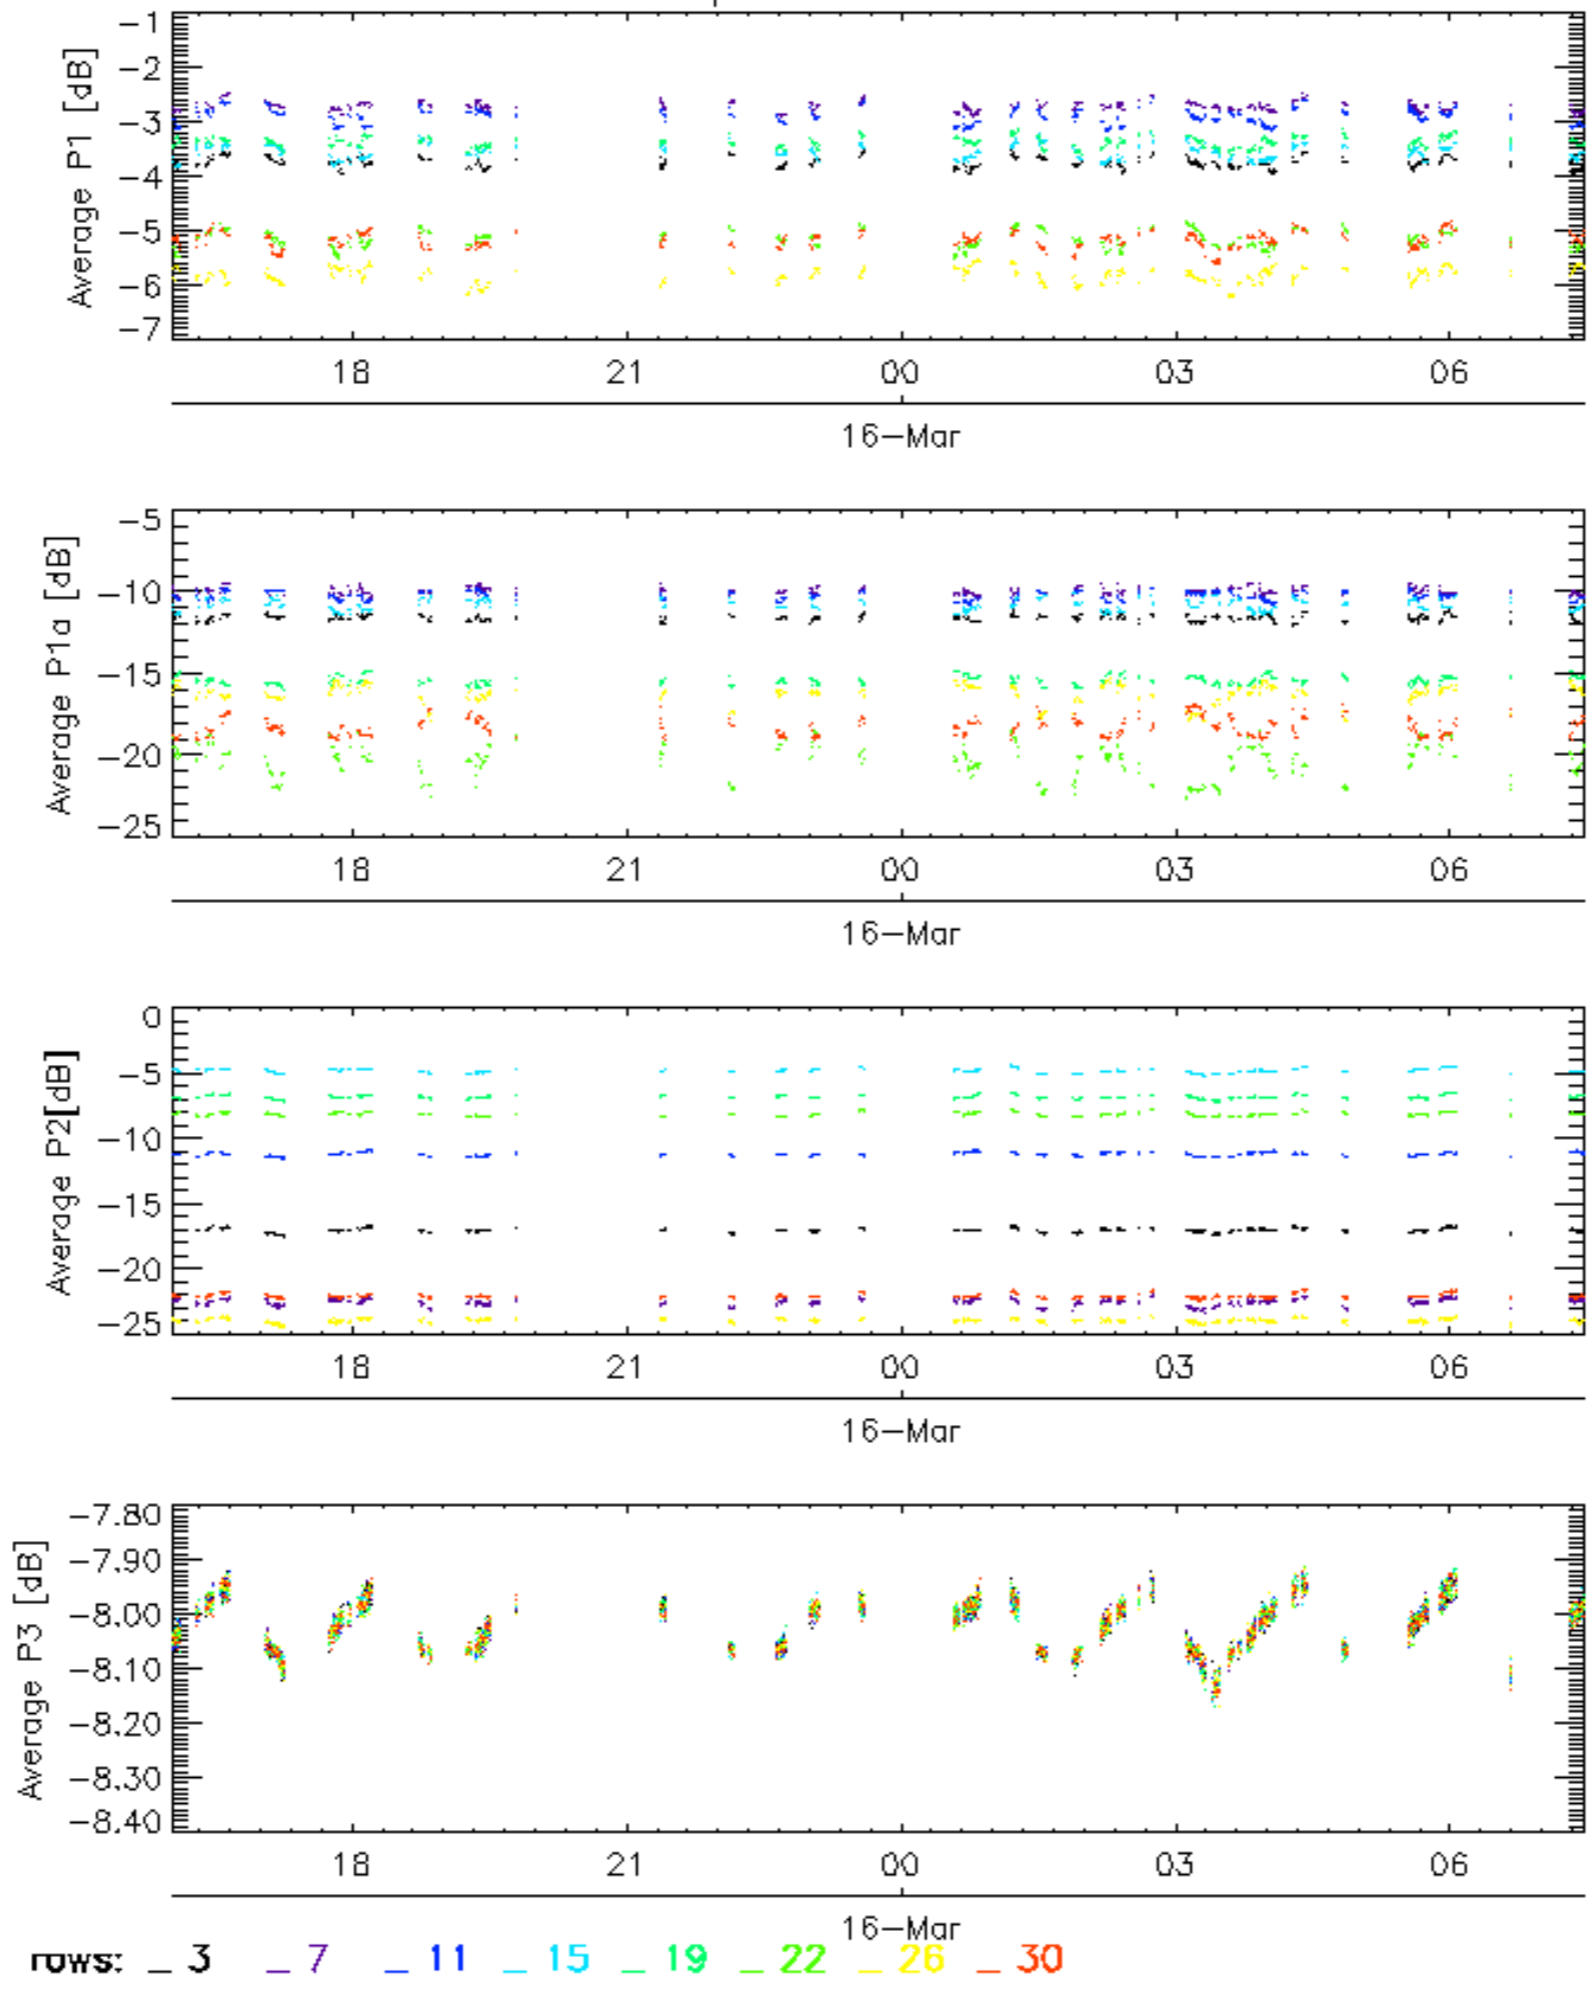 Average P1 [dB]
-1
-2
-3
-4
-5
-6
-7
18 21 00 03 06
16-Mar
Average P1a [dB]
-5
-10
-15
-20
-25
18 21 00 03 06
16-Mar
Average P2[dB]
0
-5
-10
-15
-20
-25
18 21 00 03 06
16-Mar
Average P3 [dB]
-7.80
-7.90
-8.00
-8.10
-8.20
-8.30
-8.40
18 21 00 03 06
16-Mar
rows: _ 3 _ 7 _ 11 _ 15 _ 19 _ 22 _ 26 _ 30